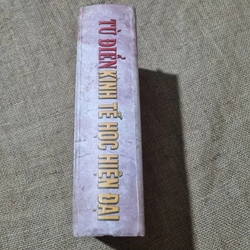 TỪ ĐIỂN KINH TẾ HỌC HIỆN ĐẠI